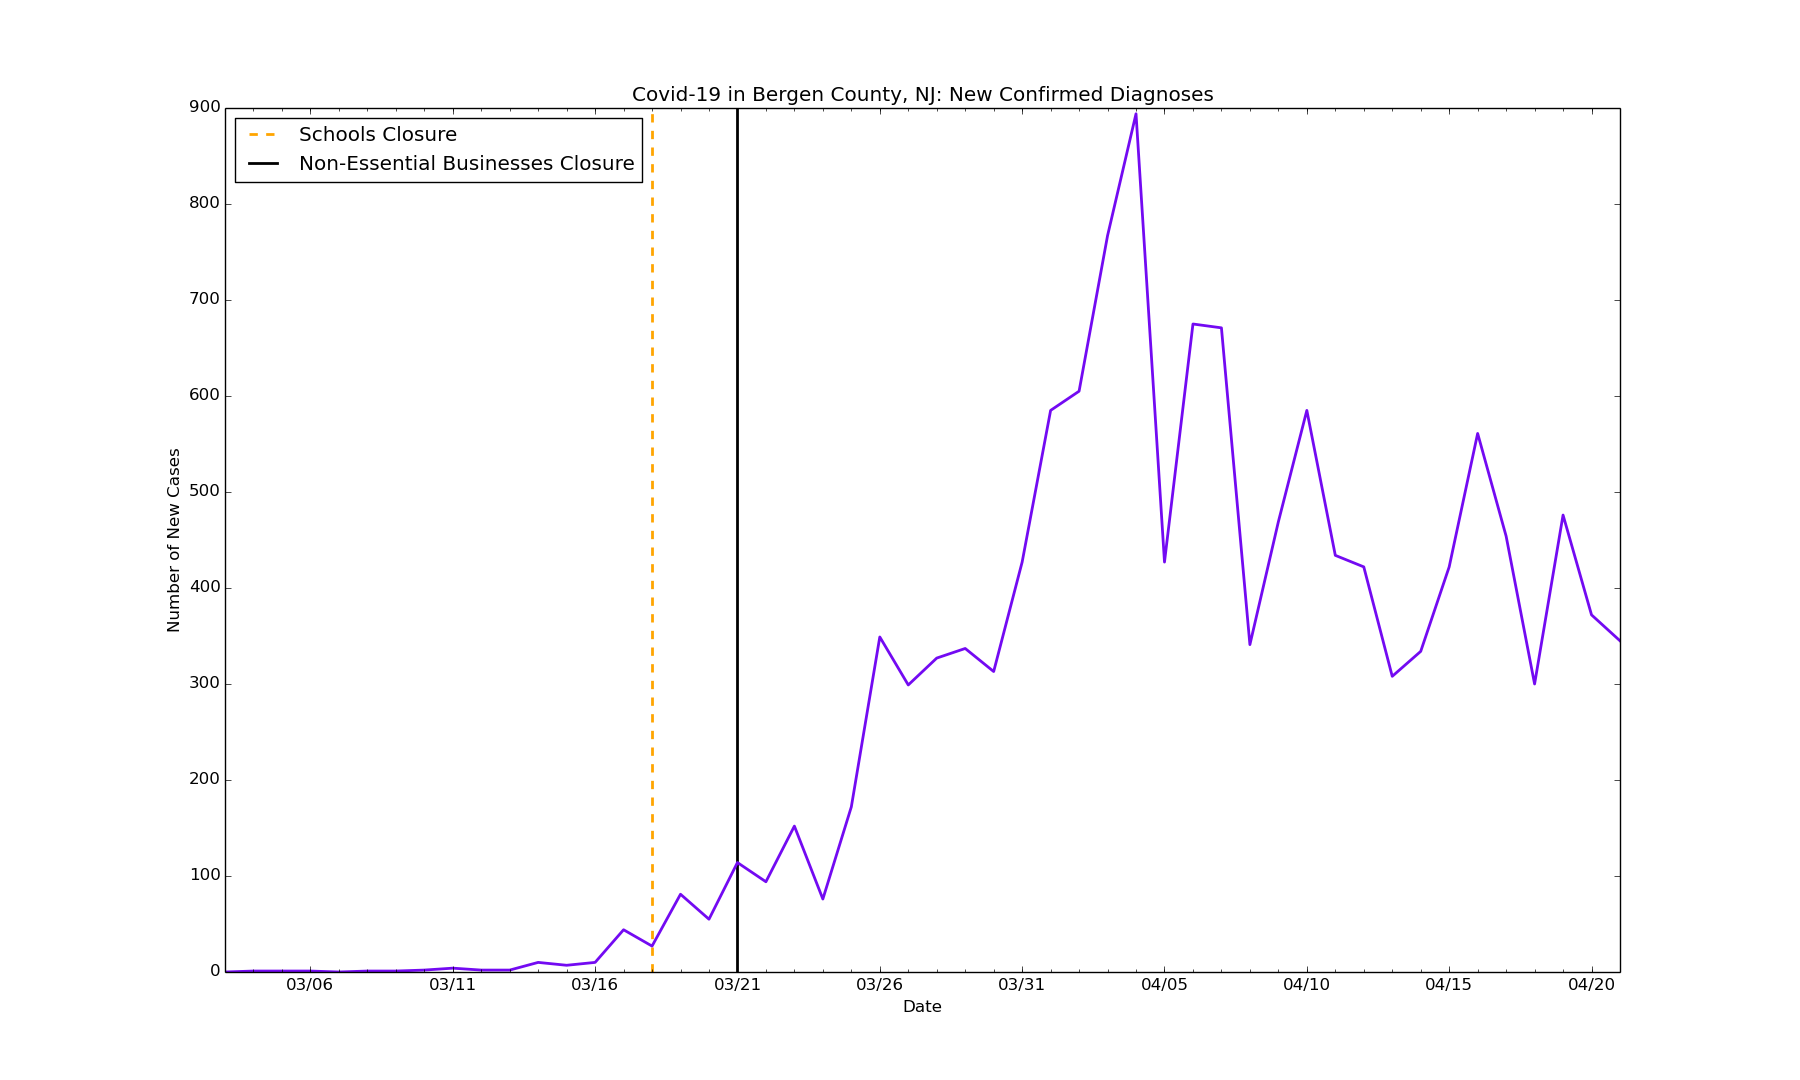 Covid-19 in Bergen County, NJ: New Confirmed Diagnoses
Schools Closure
Non-Essential Businesses Closure
900
800
700
600
500
400
300
200
100
0
Number of New Cases
03/06 03/11 03/16 03/21 03/26 03/31 04/05 04/10 04/15 04/20
Date